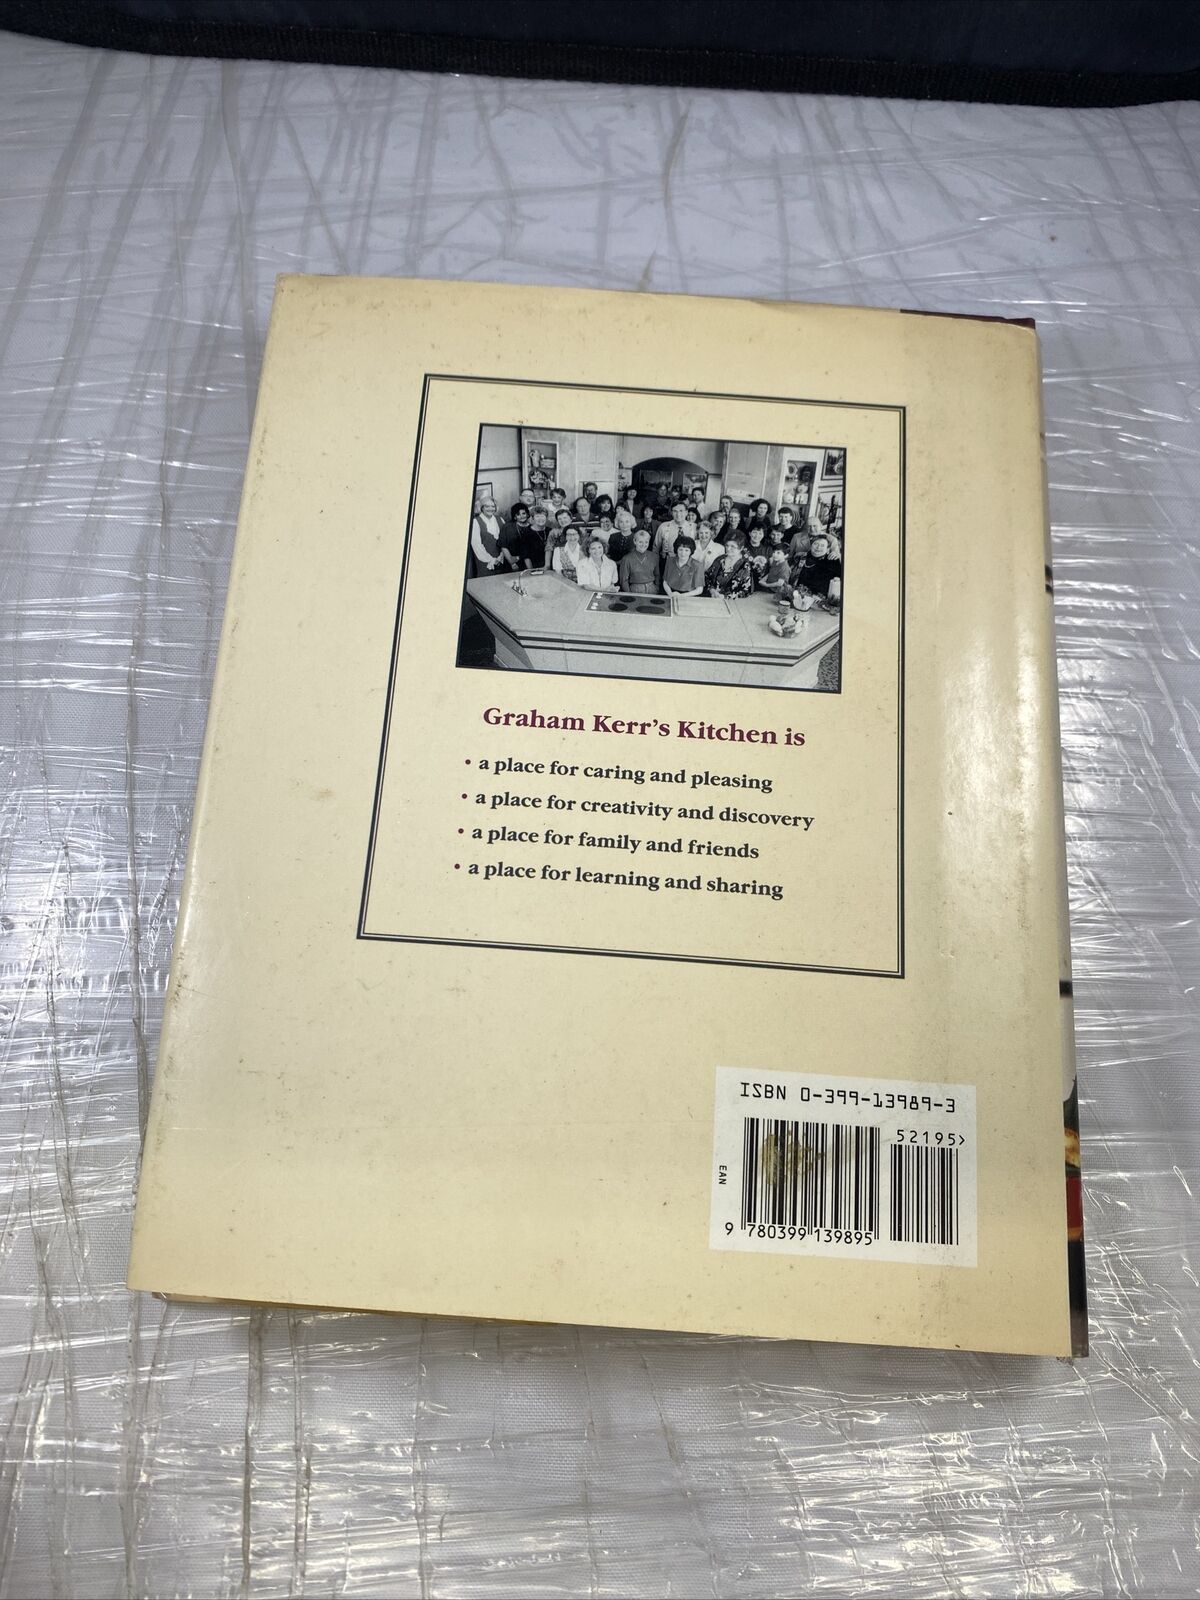 Graham Kerr's Kitchen is
• a place for caring and pleasing
• a place for creativity and discovery
• a place for family and friends
• a place for learning and sharing
ISBN 0-399-13989-3
52195>
EAN
9 780399 139895